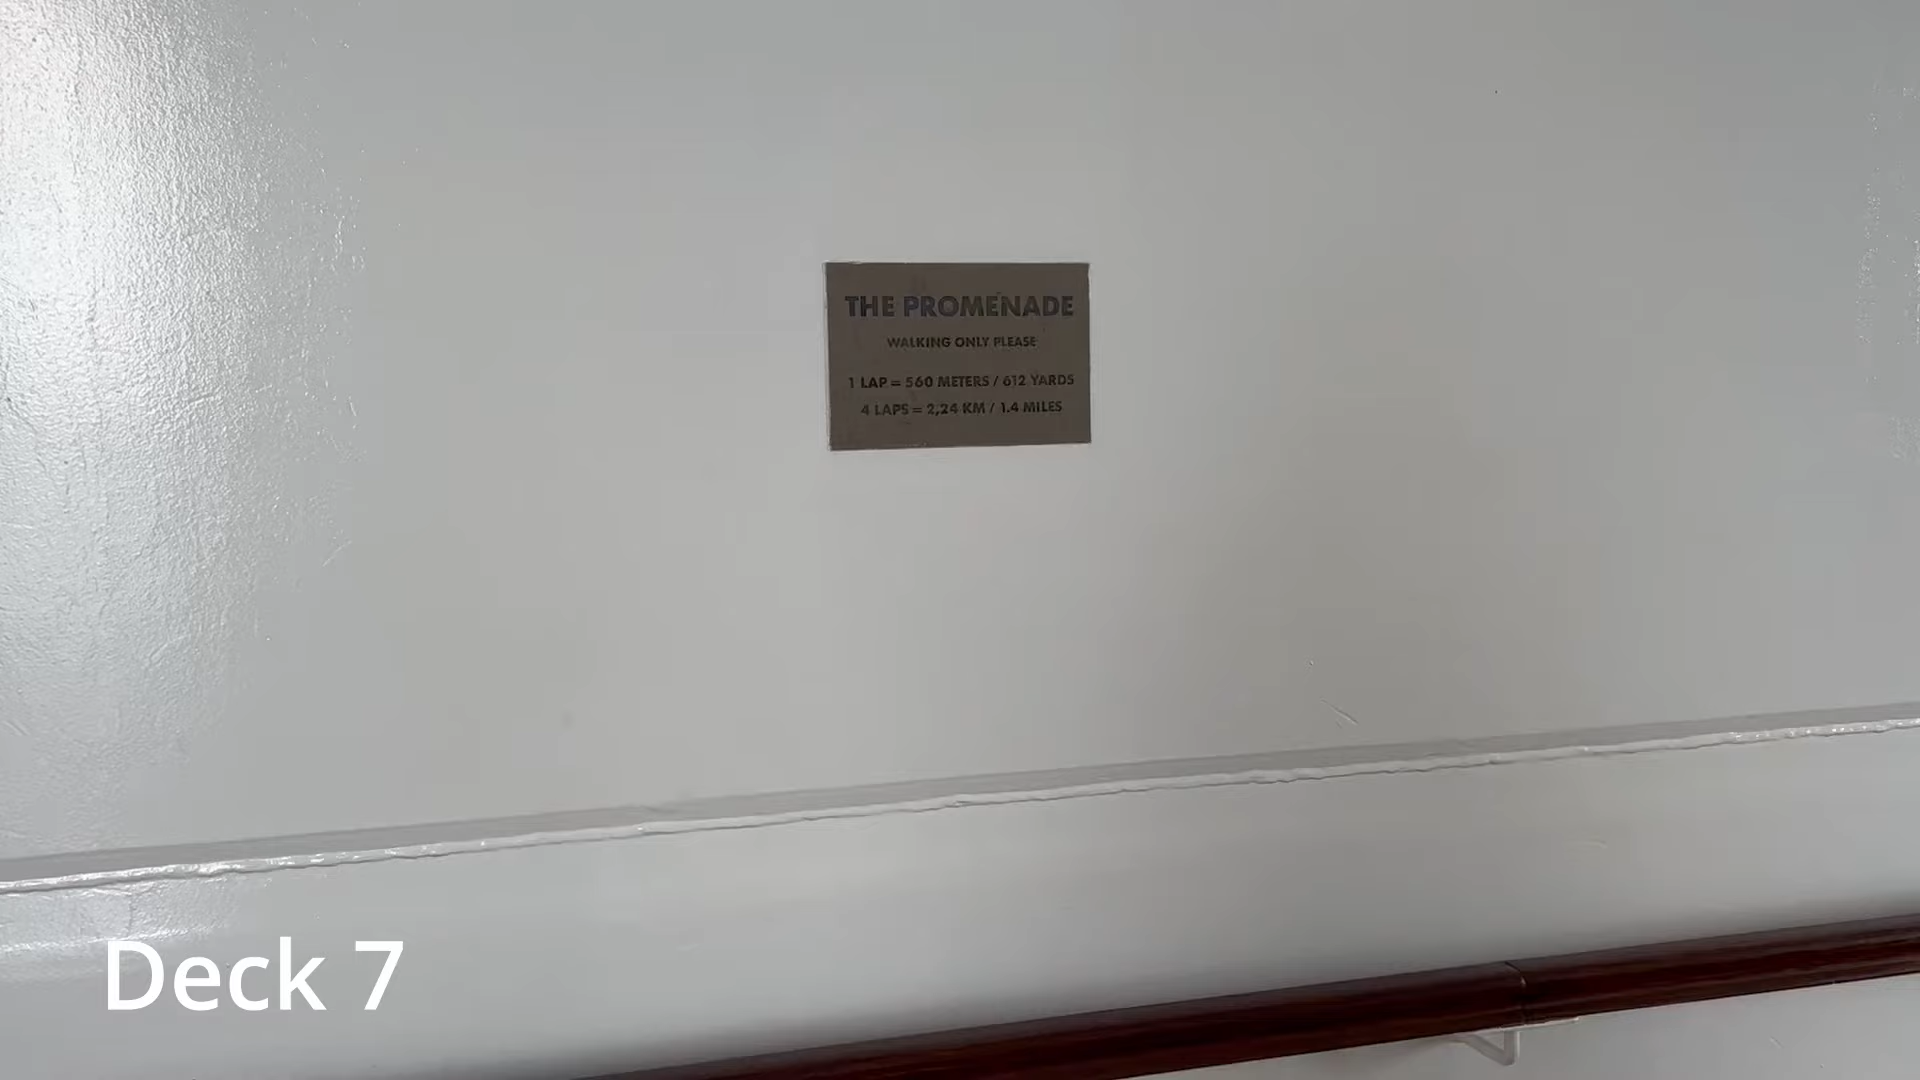 THE PROMENADE
WALKING ONLY PLEASE
1 LAP = 560 METERS / 612 YARDS
4 LAPS = 2,24 KM / 1.4 MILES
Deck 7